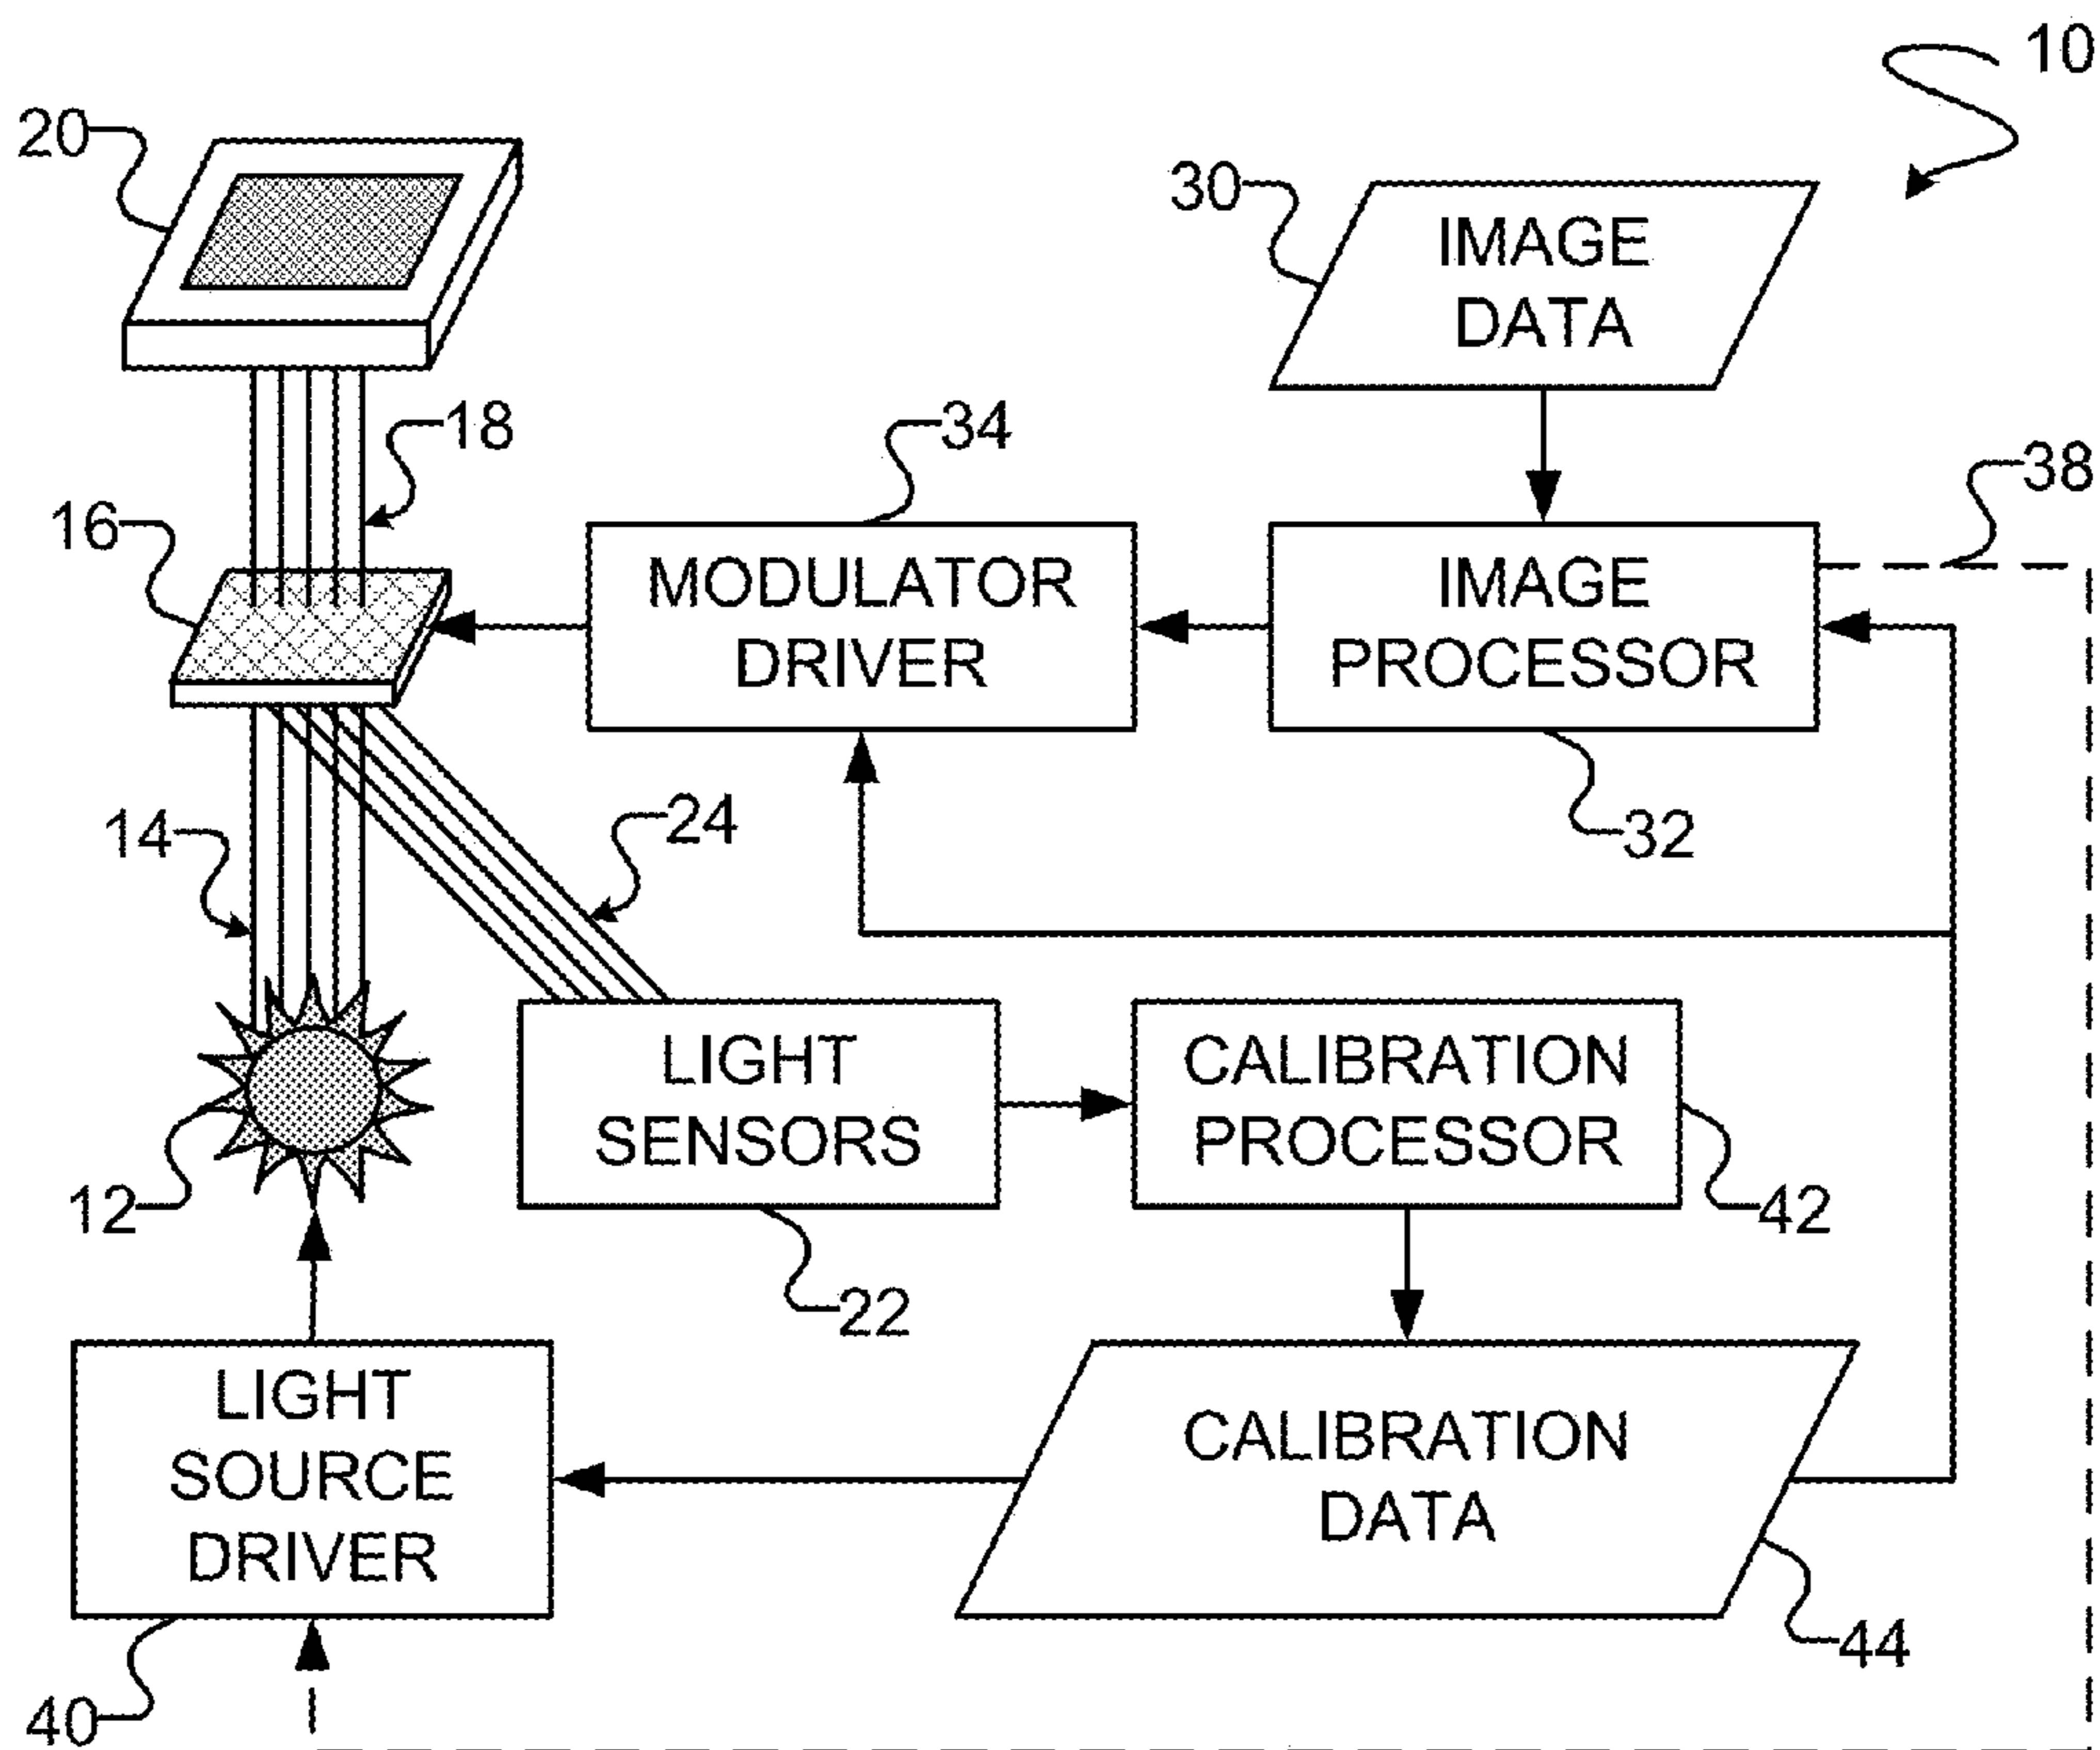 10
20
30
IMAGE
DATA
18
34
38
16
MODULATOR
DRIVER
IMAGE
PROCESSOR
14
24
32
LIGHT
SENSORS
CALIBRATION
PROCESSOR
12
42
22
LIGHT
SOURCE
DRIVER
CALIBRATION
DATA
44
40